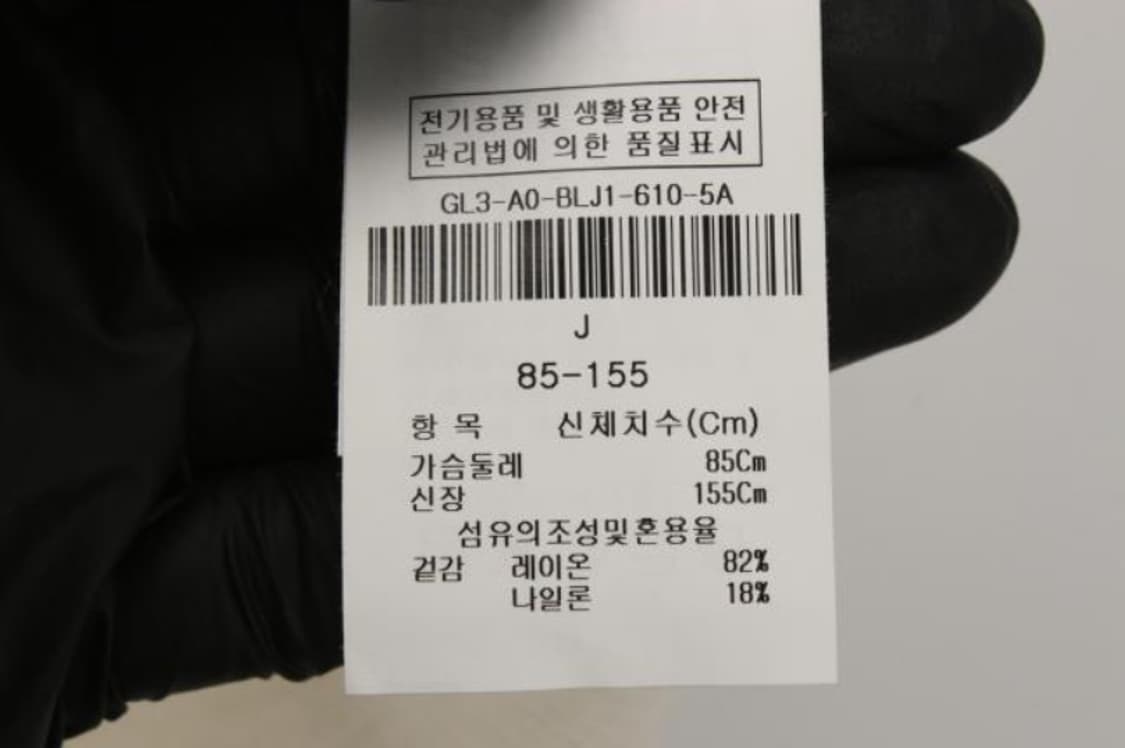 전기용품 및 생활용품 안전
관리법에 의한 품질표시
GL3-A0-BLJ1-610-5A
J
85-155
항 목 신체치수(Cm)
가슴둘레 85Cm
신장 155Cm
섬유의조성및혼용율
겉감 레이온 82%
나일론 18%